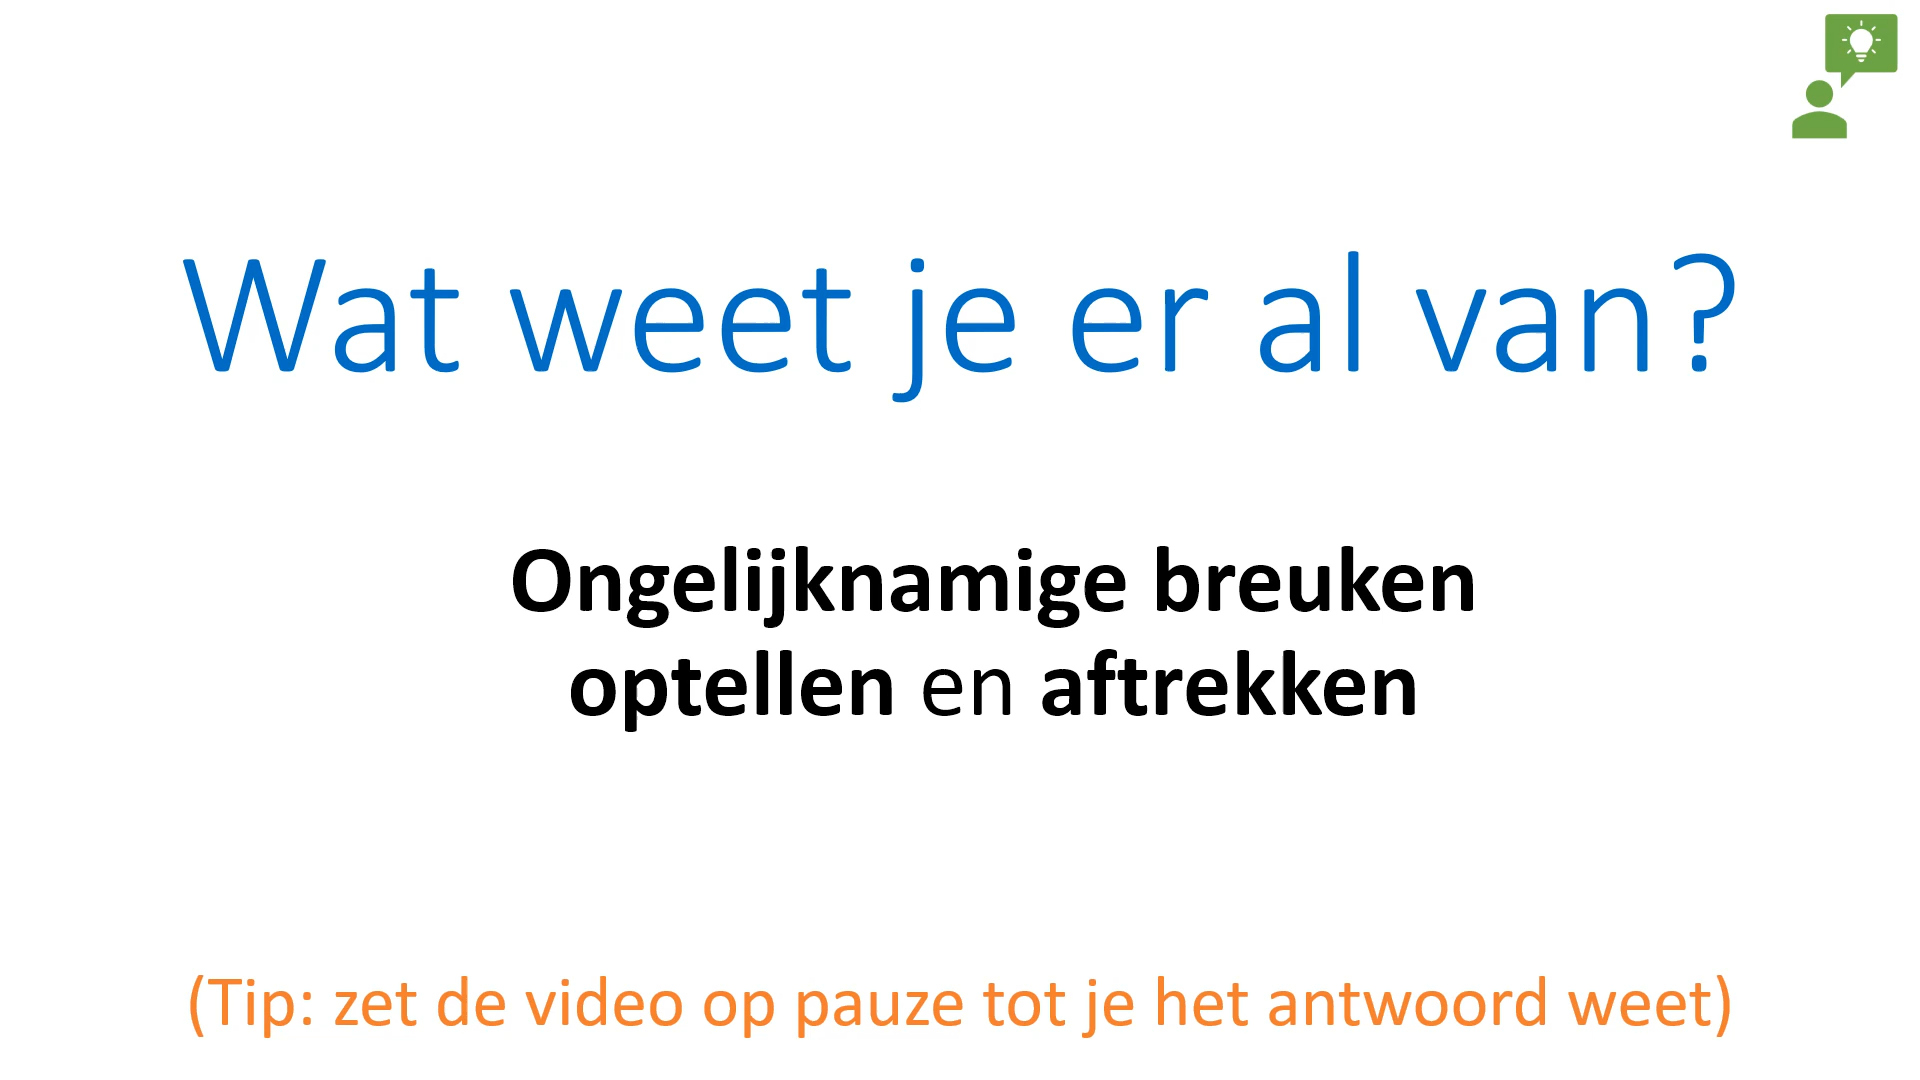 Wat weet je er al van?
Ongelijknamige breuken
optellen en aftrekken
(Tip: zet de video op pauze tot je het antwoord weet)